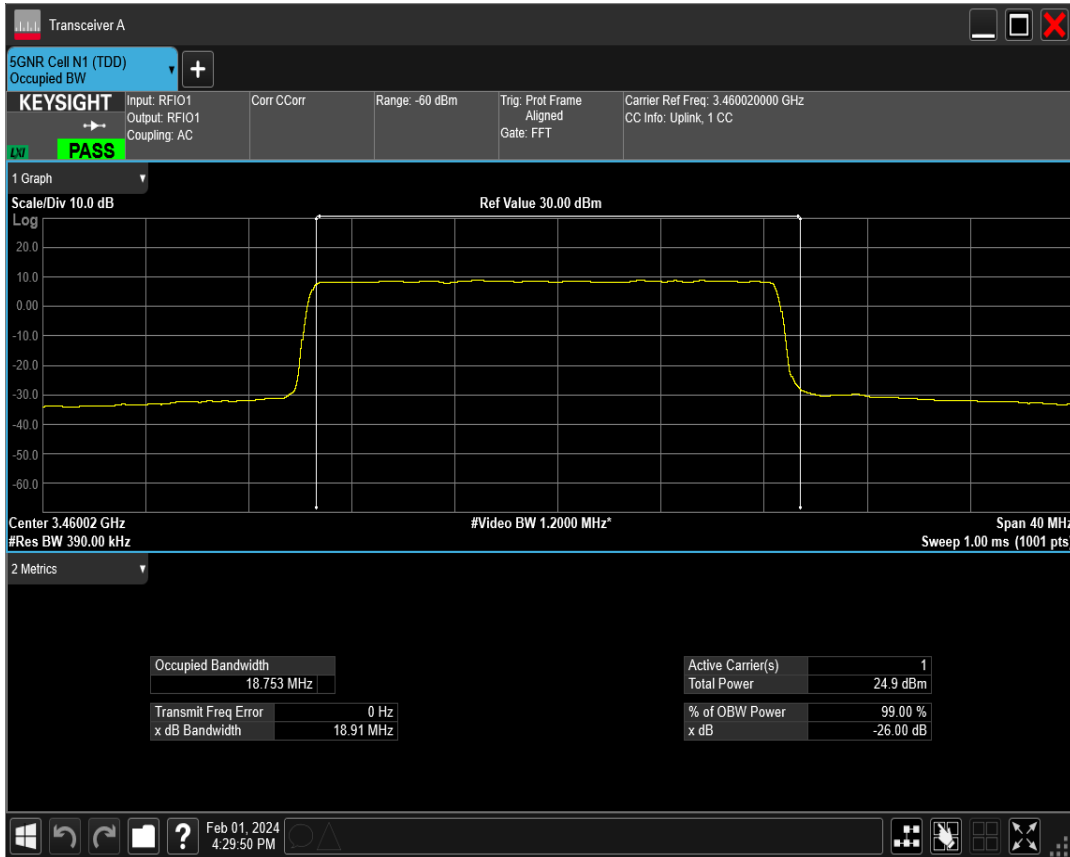 Transceiver A
5GNR Cell N1 (TDD)
Occupied BW
+
KEYSIGHT
LXI
PASS
Input: RFIO1
Output: RFIO1
Coupling: AC
Corr CCorr
Range: -60 dBm
Trig: Prot Frame
Aligned
Gate: FFT
Carrier Ref Freq: 3.460020000 GHz
CC Info: Uplink, 1 CC
1 Graph
Scale/Div 10.0 dB
Ref Value 30.00 dBm
Log
20.0
10.0
0.00
-10.0
-20.0
-30.0
-40.0
-50.0
-60.0
Center 3.46002 GHz
#Video BW 1.2000 MHz*
Span 40 MHz
#Res BW 390.00 kHz
Sweep 1.00 ms (1001 pts)
2 Metrics
Occupied Bandwidth
18.753 MHz
Transmit Freq Error 0 Hz
x dB Bandwidth 18.91 MHz
Active Carrier(s) 1
Total Power 24.9 dBm
% of OBW Power 99.00 %
x dB -26.00 dB
?
Feb 01, 2024
4:29:50 PM